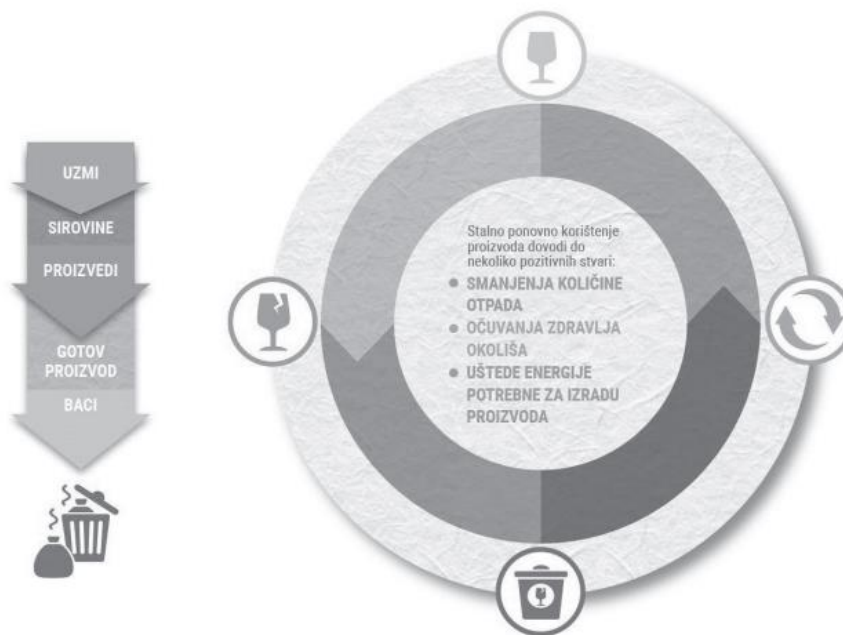 UZMI
SIROVINE
PROIZVEDI
GOTOV
PROIZVOD
BACI
Stalno ponovno korištenje
proizvoda dovodi do
nekoliko pozitivnih stvari:
● SMANJENJA KOLIČINE
OTPADA
● OČUVANJA ZDRAVLJA
OKOLIŠA
● UŠTEDE ENERGIJE
POTREBNE ZA IZRADU
PROIZVODA